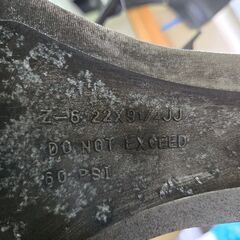 Z-6 22X9½JJ
DO NOT EXCEED
60 PSI